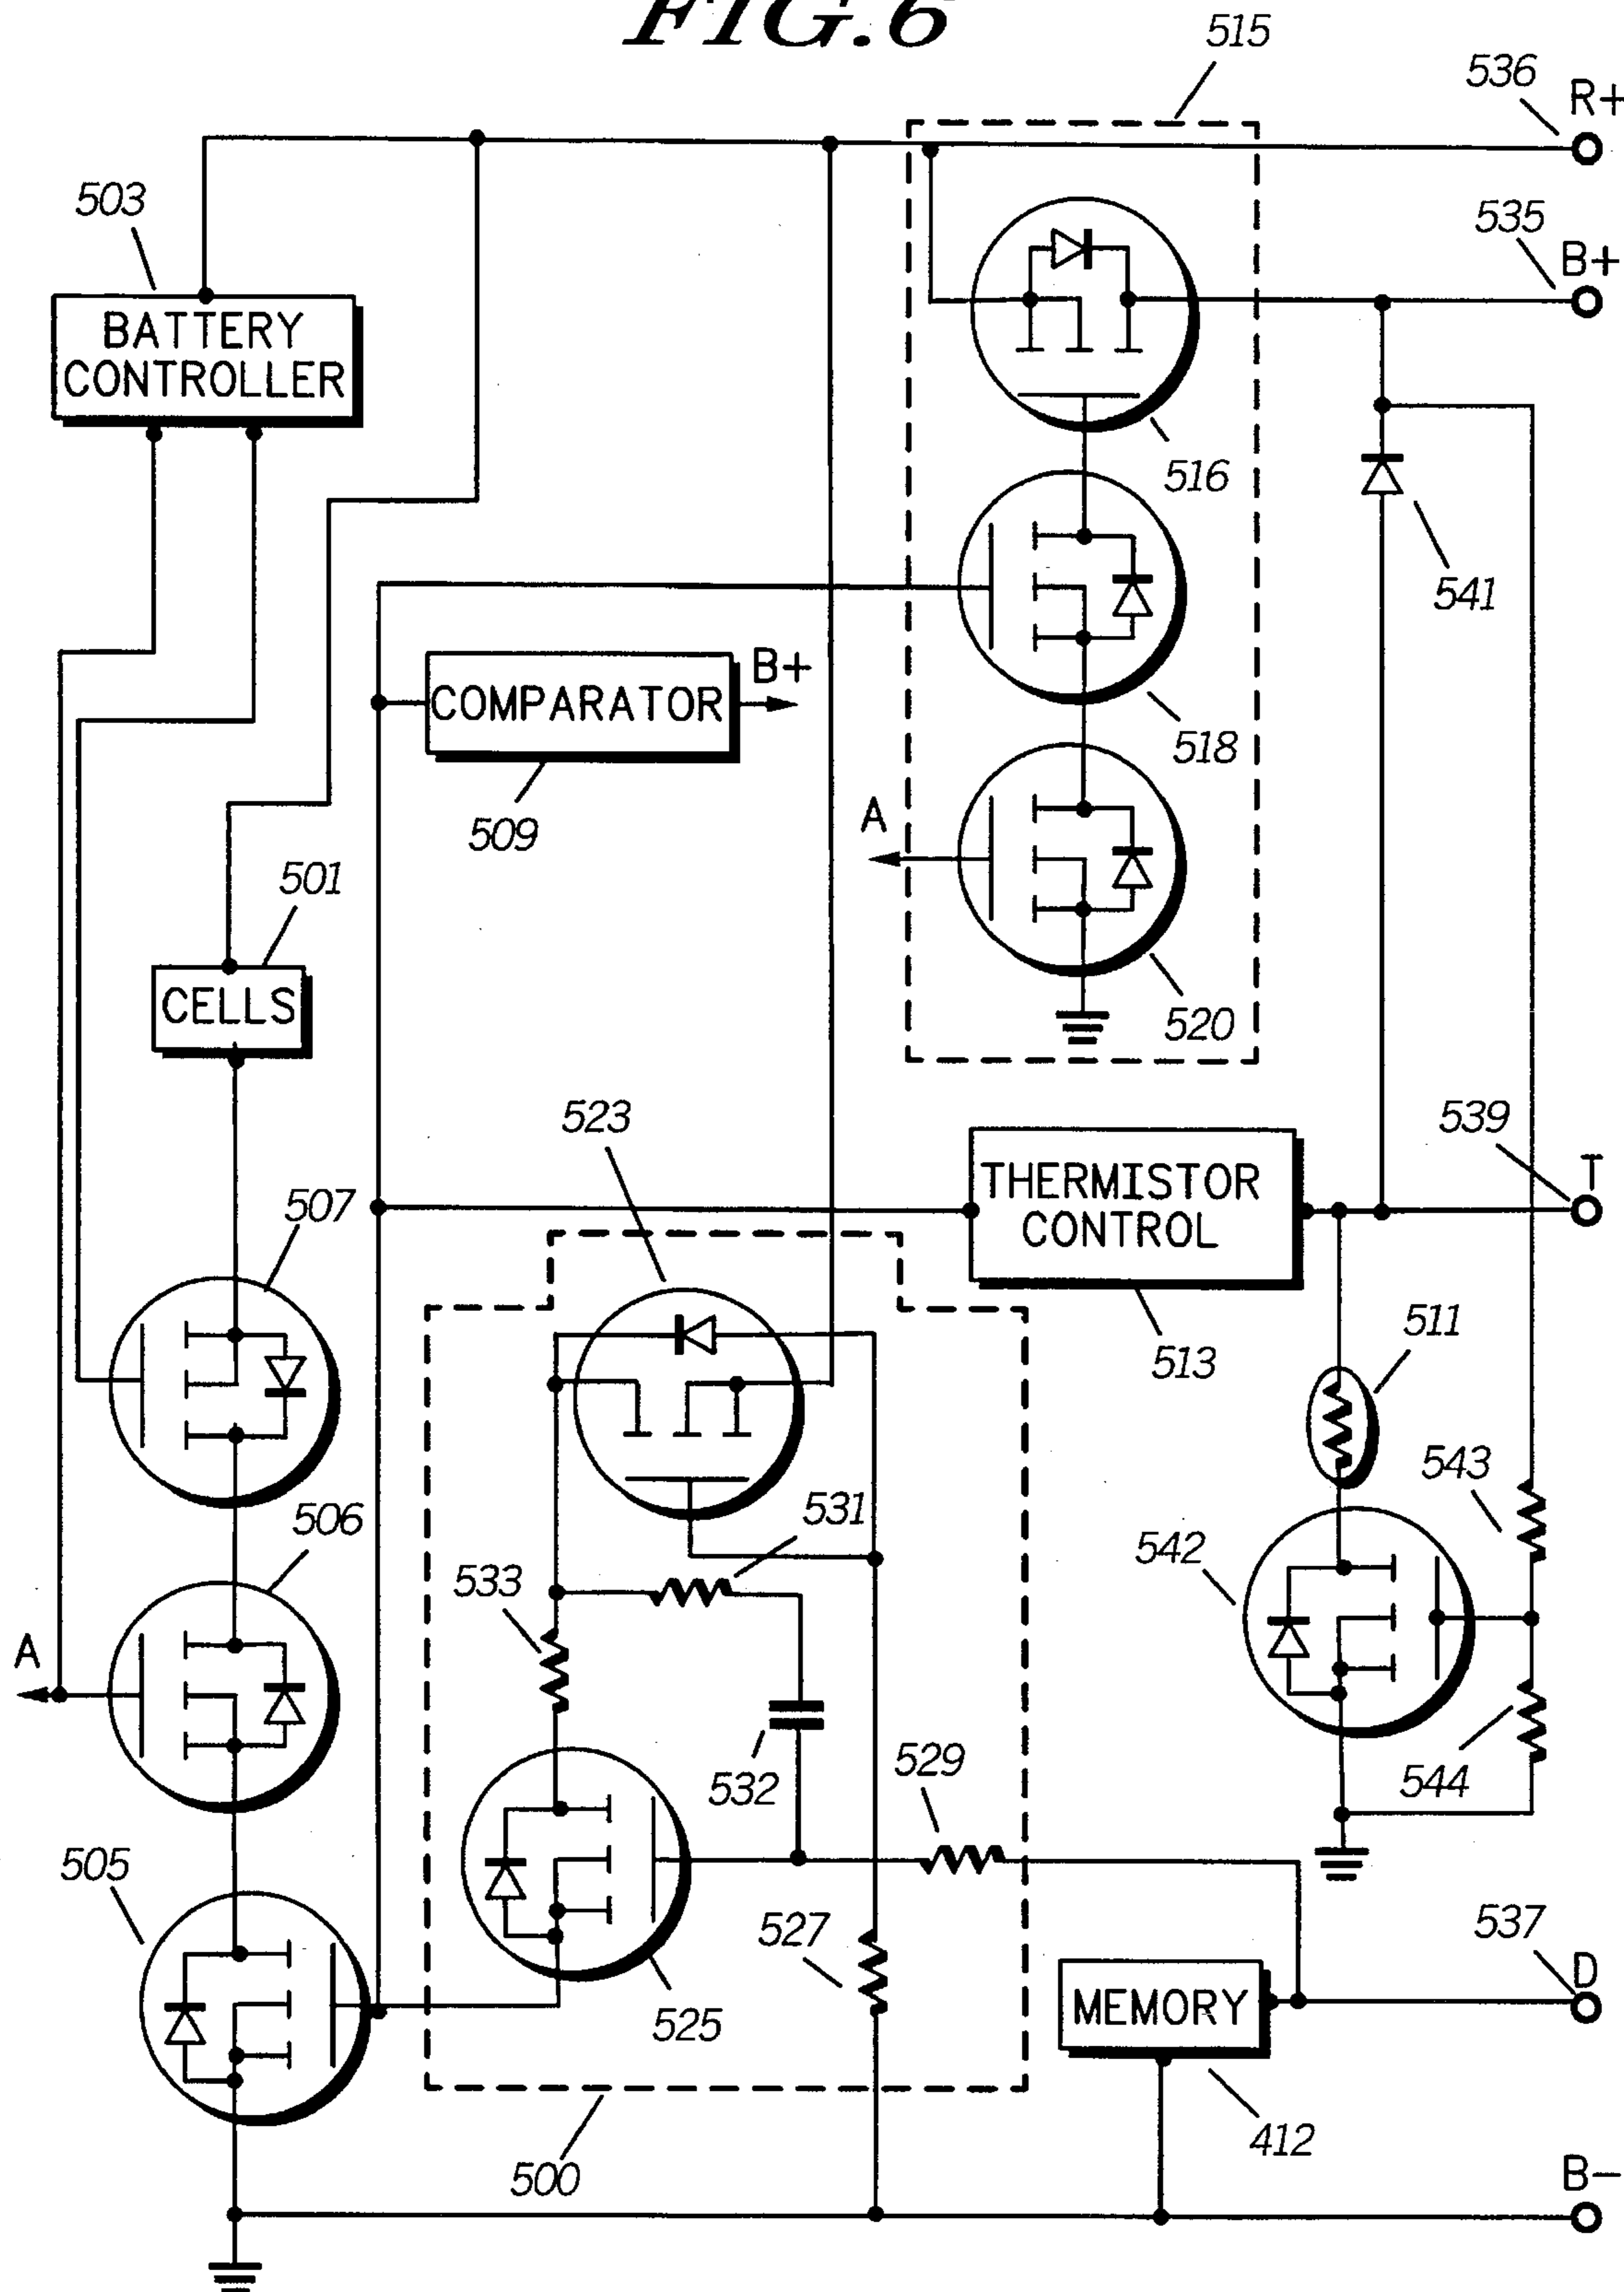 FIG.6
515
536
R+
503
535
B+
BATTERY
CONTROLLER
516
541
B+
COMPARATOR
518
A
509
501
CELLS
520
523
539
T
THERMISTOR
CONTROL
507
511
513
543
531
506
542
533
A
529
532
544
505
527
537
D
MEMORY
525
412
500
B-